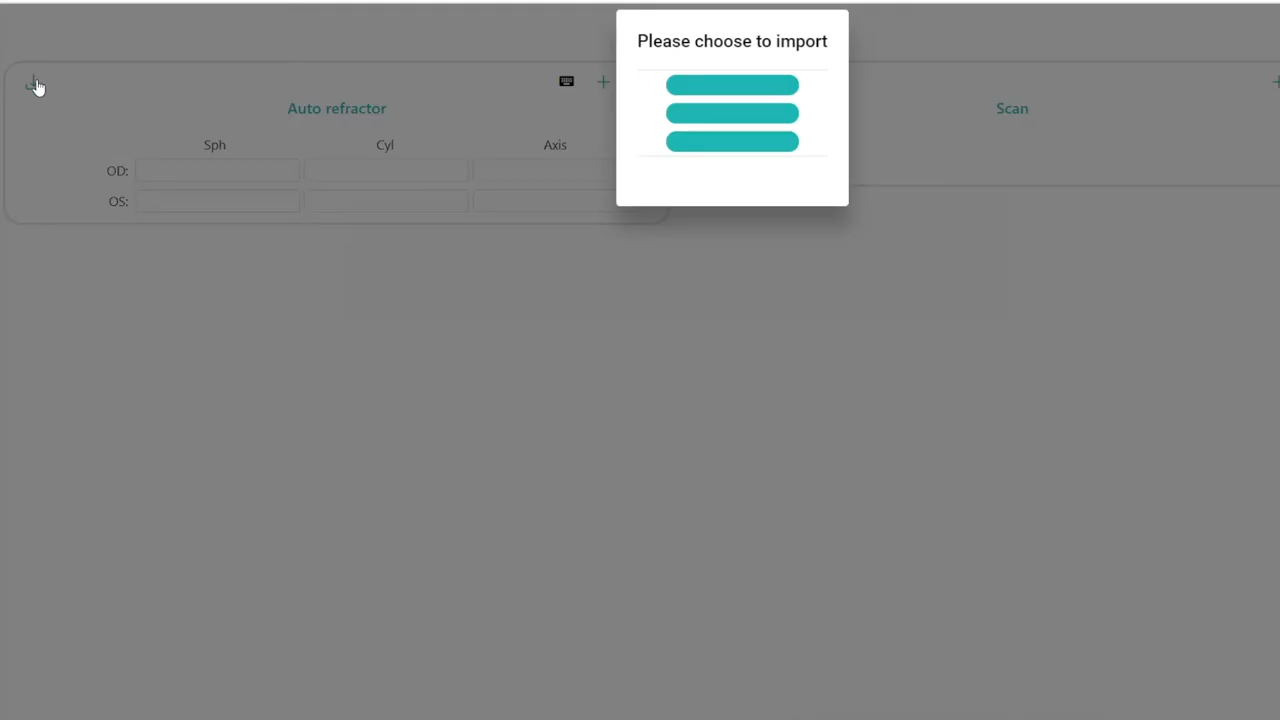 Please choose to import
Auto refractor
Scan
Sph Cyl Axis
OD:
OS: